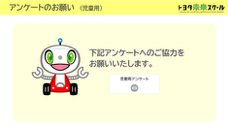 アンケートのお願い （児童用）
トヨタ未来スクール
下記アンケートへのご協力を
お願いいたします。
児童用アンケート